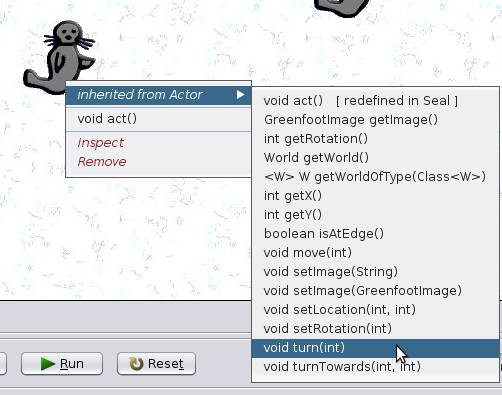 inherited from Actor
void act()
Inspect
Remove
void act() [ redefined in Seal ]
GreenfootImage getImage()
int getRotation()
World getWorld()
<W> W getWorldOfType(Class<W>)
int getX()
int getY()
boolean isAtEdge()
void move(int)
void setImage(String)
void setImage(GreenfootImage)
void setLocation(int, int)
void setRotation(int)
void turn(int)
void turnTowards(int, int)
Run
Reset